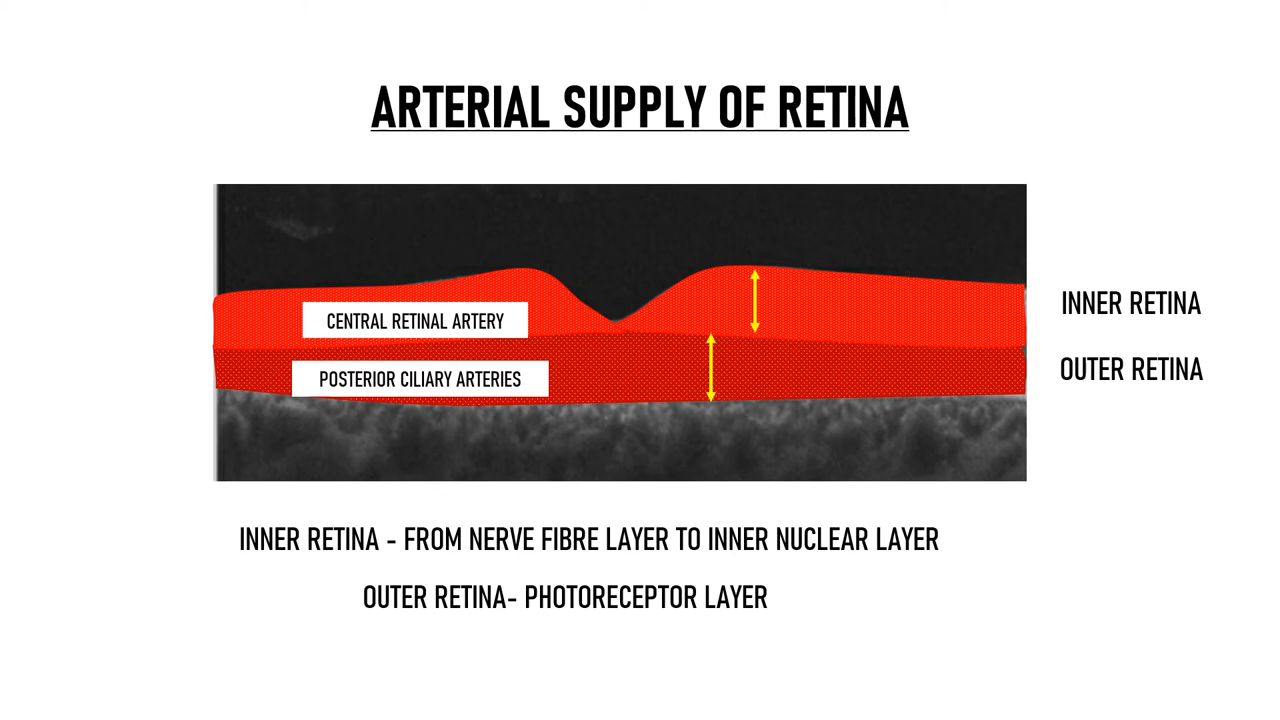 ARTERIAL SUPPLY OF RETINA
CENTRAL RETINAL ARTERY
INNER RETINA
POSTERIOR CILIARY ARTERIES
OUTER RETINA
INNER RETINA - FROM NERVE FIBRE LAYER TO INNER NUCLEAR LAYER
OUTER RETINA- PHOTORECEPTOR LAYER